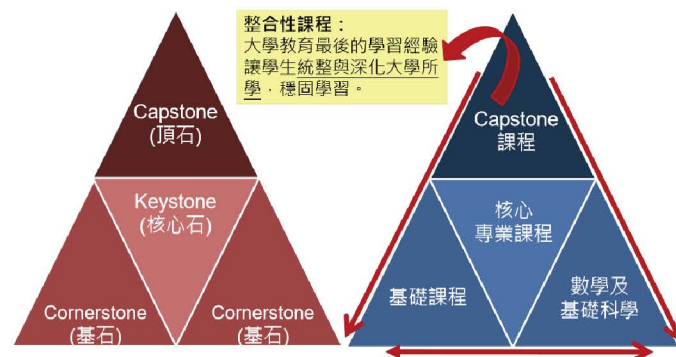 整合性課程：
大學教育最後的學習經驗
讓學生統整與深化大學所
學，穩固學習。
Capstone
(頂石)
Keystone
(核心石)
Cornerstone
(基石)
Cornerstone
(基石)
Capstone
課程
核心
專業課程
基礎課程
數學及
基礎科學